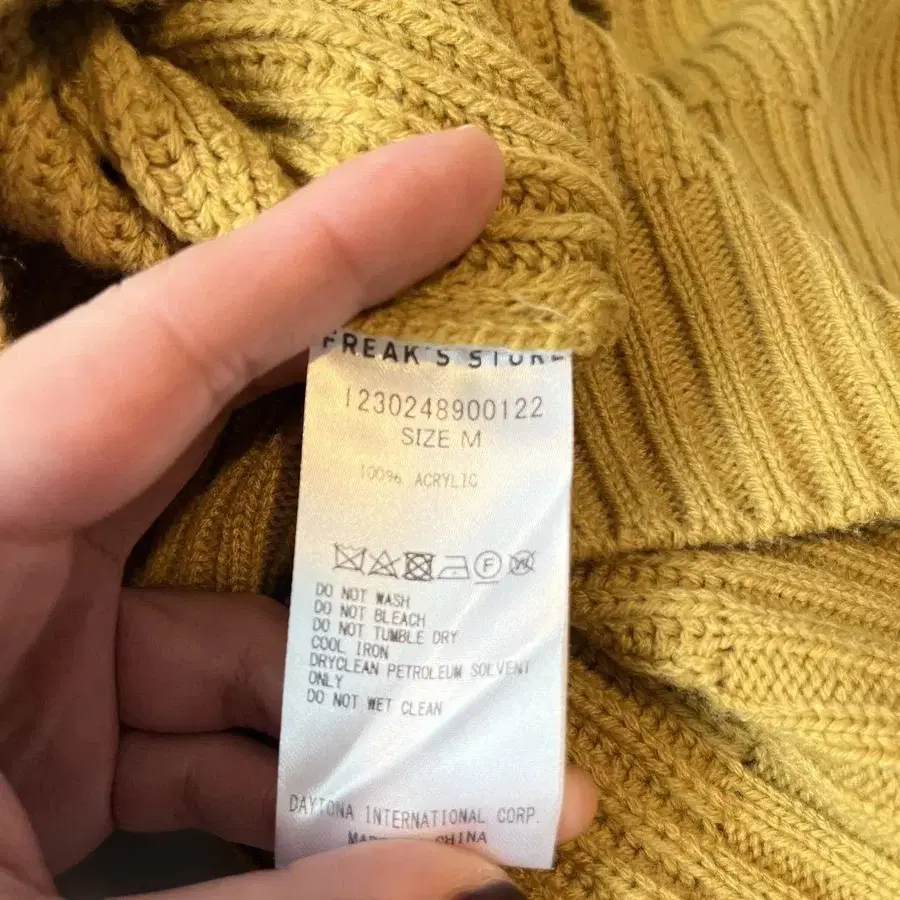 FREAK'S STORE
1230248900122
SIZE M
100% ACRYLIC
F W
DO NOT WASH
DO NOT BLEACH
DO NOT TUMBLE DRY
COOL IRON
DRYCLEAN PETROLEUM SOLVENT
ONLY
DO NOT WET CLEAN
DAYTONA INTERNATIONAL CORP.
MADE CHINA